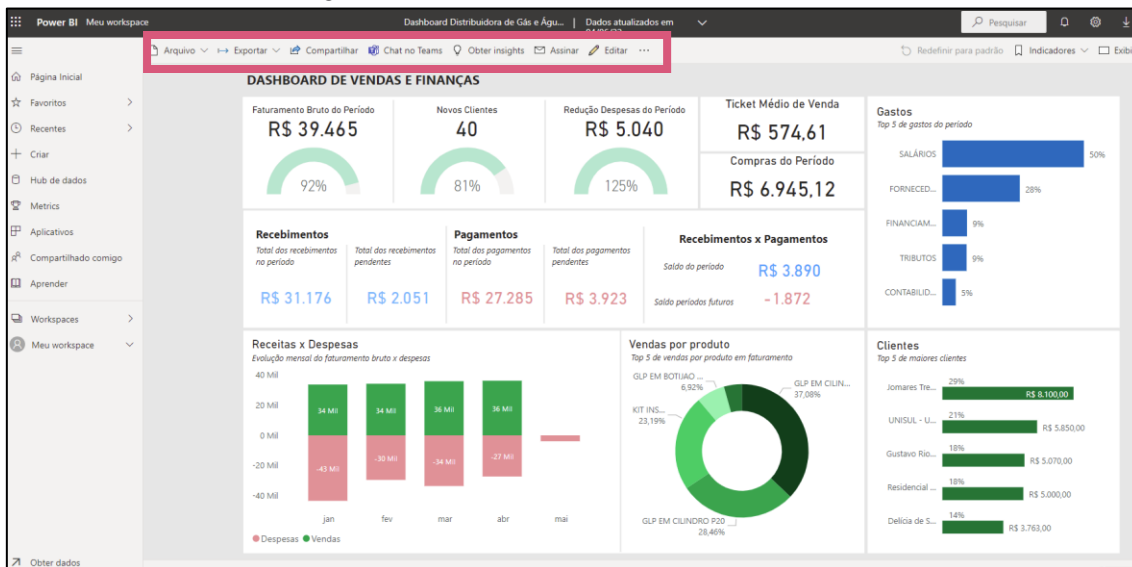 Power BI Meu workspace
Dashboard Distribuidora de Gás e Águ... | Dados atualizados em
Pesquisar
Arquivo
Exportar
Compartilhar
Chat no Teams
Obter insights
Assinar
Editar
...
Redefinir para padrão
Indicadores
Exibi
Página Inicial
Favoritos
Recentes
Criar
Hub de dados
Metrics
Aplicativos
Compartilhado comigo
Aprender
Workspaces
Meu workspace
Obter dados
DASHBOARD DE VENDAS E FINANÇAS
Faturamento Bruto do Período
R$ 39.465
92%
Novos Clientes
40
81%
Redução Despesas do Período
R$ 5.040
125%
Ticket Médio de Venda
R$ 574,61
Compras do Período
R$ 6.945,12
Gastos
Top 5 de gastos do período
SALÁRIOS 50%
FORNECED... 28%
FINANCIAM... 9%
TRIBUTOS 9%
CONTABILID... 5%
Recebimentos
Total dos recebimentos
no período
R$ 31.176
Total dos recebimentos
pendentes
R$ 2.051
Pagamentos
Total dos pagamentos
no período
R$ 27.285
Total dos pagamentos
pendentes
R$ 3.923
Recebimentos x Pagamentos
Saldo do período R$ 3.890
Saldo períodos futuros -1.872
Receitas x Despesas
Evolução mensal do faturamento bruto x despesas
40 Mil
20 Mil
0 Mil
-20 Mil
-40 Mil
34 Mil 34 Mil 36 Mil 36 Mil
-43 Mil -30 Mil -34 Mil -27 Mil
jan fev mar abr mai
Despesas Vendas
Vendas por produto
Top 5 de vendas por produto em faturamento
GLP EM BOTIJAO ...
6,92%
GLP EM CILIN...
37,08%
KIT INS...
23,19%
GLP EM CILINDRO P20
28,46%
Clientes
Top 5 de maiores clientes
Jomares Tre... 29% R$ 8.100,00
UNISUL - U... 21% R$ 5.850,00
Gustavo Rio... 18% R$ 5.070,00
Residencial ... 18% R$ 5.000,00
Delícia de S... 14% R$ 3.763,00